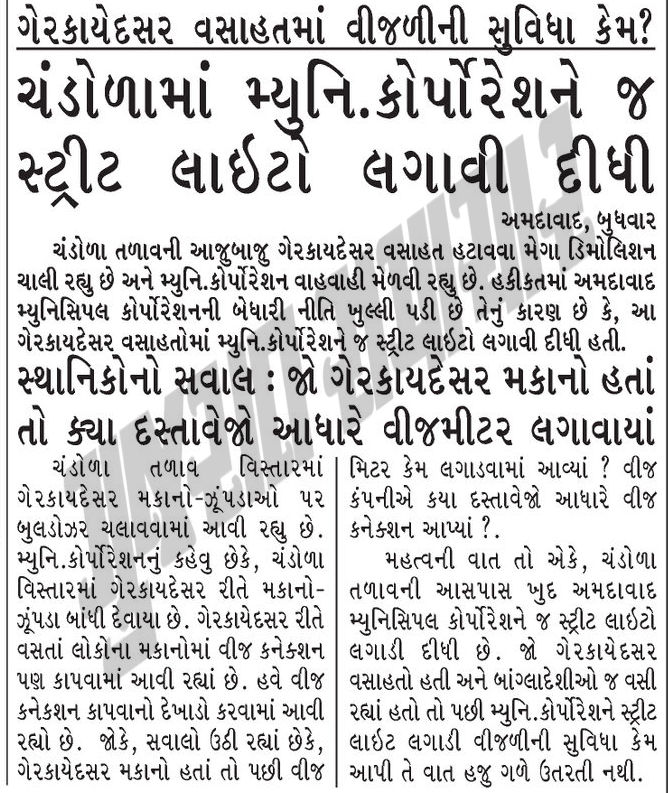 ગેરકાયેદસર વસાહતમાં વીજળીની સુવિધા કેમ?
ચંડોળામાં મ્યુનિ.કોર્પોરેશને જ
સ્ટ્રીટ લાઇટો લગાવી દીધી
અમદાવાદ, બુધવાર
ચંડોળા તળાવની આજુબાજુ ગેરકાયદેસર વસાહત હટાવવા મેગા ડિમોલિશન
ચાલી રહ્યુ છે અને મ્યુનિ.કોર્પોરેશન વાહવાહી મેળવી રહ્યુ છે. હકીકતમાં અમદાવાદ
મ્યુનિસિપલ કોર્પોરેશનની બેધારી નીતિ ખુલ્લી પડી છે તેનું કારણ છે કે, આ
ગેરકાયદેસર વસાહતોમાં મ્યુનિ.કોર્પોરેશને જ સ્ટ્રીટ લાઇટો લગાવી દીધી હતી.
સ્થાનિકોનો સવાલ : જો ગેરકાયદેસર મકાનો હતાં
તો ક્યા દસ્તાવેજો આધારે વીજમીટર લગાવાયાં
ચંડોળા તળાવ વિસ્તારમાં
ગેરકાયદેસર મકાનો-ઝૂંપડાઓ પર
બુલડોઝર ચલાવવામાં આવી રહ્યુ છે.
મ્યુનિ.કોર્પોરેશનનું કહેવુ છેકે, ચંડોળા
વિસ્તારમાં ગેરકાયદેસર રીતે મકાનો-
ઝૂંપડા બાંધી દેવાયા છે. ગેરકાયદેસર રીતે
વસતાં લોકોના મકાનોમાં વીજ કનેક્શન
પણ કાપવામાં આવી રહ્યાં છે. હવે વીજ
કનેકશન કાપવાનો દેખાડો કરવામાં આવી
રહ્યો છે. જોકે, સવાલો ઉઠી રહ્યાં છેકે,
ગેરકાયદેસર મકાનો હતાં તો પછી વીજ
મિટર કેમ લગાડવામાં આવ્યાં ? વીજ
કંપનીએ કયા દસ્તાવેજો આધારે વીજ
કનેક્શન આપ્યાં ?.
મહત્વની વાત તો એકે, ચંડોળા
તળાવની આસપાસ ખુદ અમદાવાદ
મ્યુનિસિપલ કોર્પોરેશને જ સ્ટ્રીટ લાઇટો
લગાડી દીધી છે. જો ગેરકાયદેસર
વસાહતો હતી અને બાંગ્લાદેશીઓ જ વસી
રહ્યાં હતો તો પછી મ્યુનિ.કોર્પોરેશને સ્ટ્રીટ
લાઇટ લગાડી વીજળીની સુવિધા કેમ
આપી તે વાત હજુ ગળે ઉતરતી નથી.
ગુજરાત સમાચાર